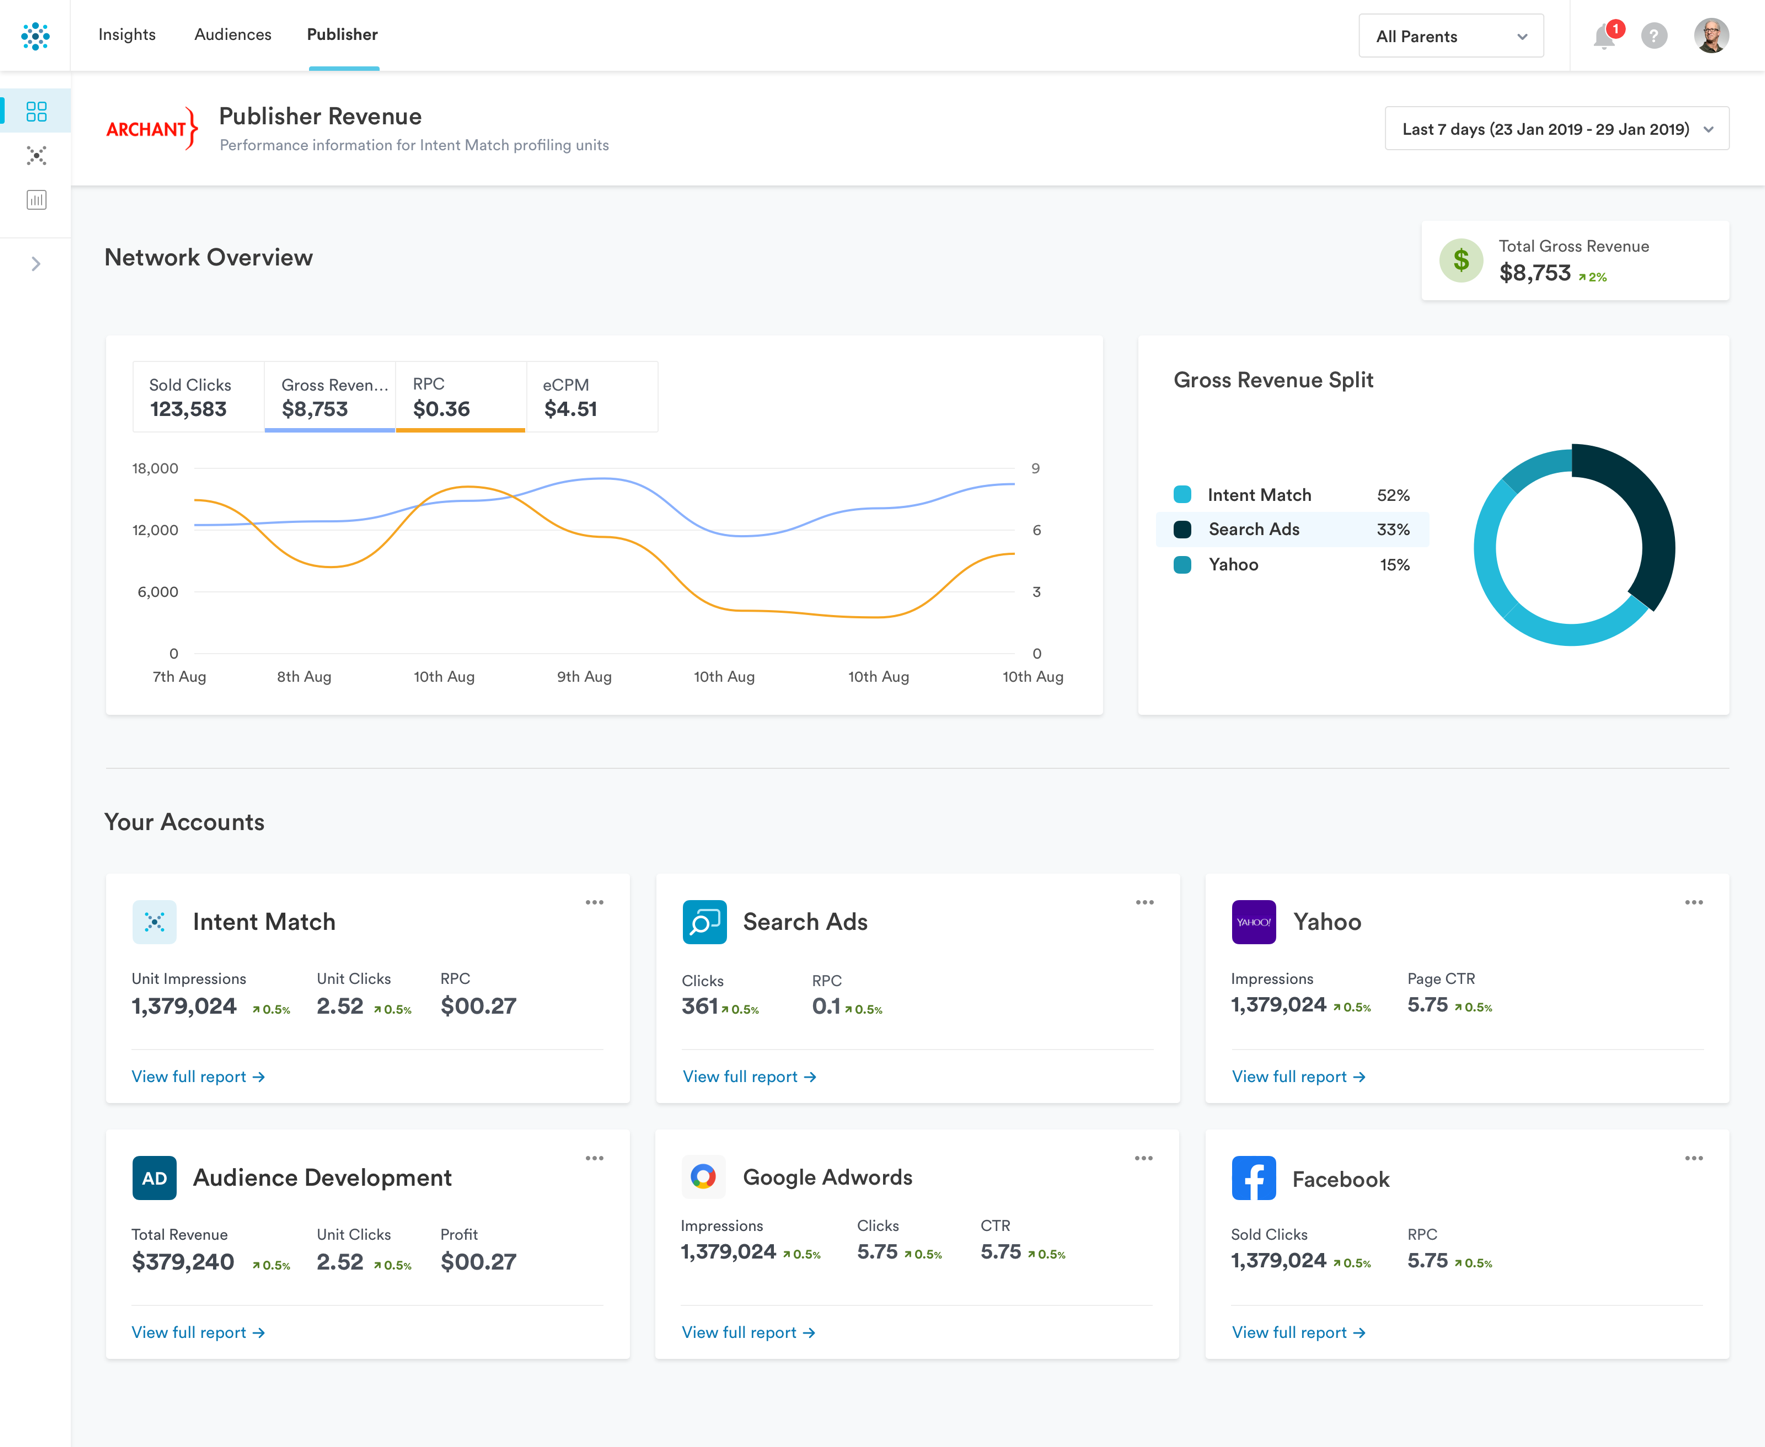 Insights Audiences Publisher All Parents 1 ?
ARCHANT}
Publisher Revenue
Performance information for Intent Match profiling units
Last 7 days (23 Jan 2019 - 29 Jan 2019)
Network Overview
$
Total Gross Revenue
$8,753 2%
Sold Clicks Gross Reven... RPC eCPM
123,583 $8,753 $0.36 $4.51
18,000 9
12,000 6
6,000 3
0 0
7th Aug 8th Aug 10th Aug 9th Aug 10th Aug 10th Aug 10th Aug
Gross Revenue Split
Intent Match 52%
Search Ads 33%
Yahoo 15%
Your Accounts
Intent Match
Unit Impressions Unit Clicks RPC
1,379,024 0.5% 2.52 0.5% $00.27
View full report →
Search Ads
Clicks RPC
361 0.5% 0.1 0.5%
View full report →
YAHOO!
Yahoo
Impressions Page CTR
1,379,024 0.5% 5.75 0.5%
View full report →
AD
Audience Development
Total Revenue Unit Clicks Profit
$379,240 0.5% 2.52 0.5% $00.27
View full report →
Google Adwords
Impressions Clicks CTR
1,379,024 0.5% 5.75 0.5% 5.75 0.5%
View full report →
Facebook
Sold Clicks RPC
1,379,024 0.5% 5.75 0.5%
View full report →